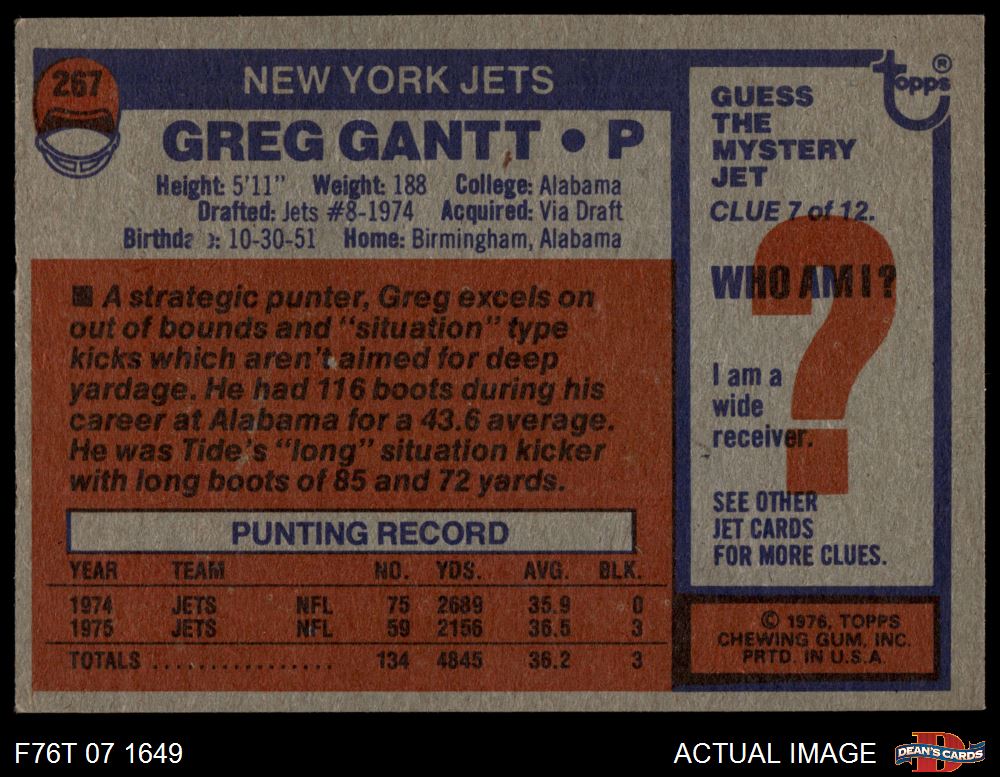 267
NEW YORK JETS
GREG GANTT • P
Height: 5'11" Weight: 188 College: Alabama
Drafted: Jets #8-1974 Acquired: Via Draft
10-30-51 Home: Birmingham, Alabama
■ A strategic punter, Greg excels on
out of bounds and "situation" type
kicks which aren't aimed for deep
yardage. He had 116 boots during his
career at Alabama for a 43.6 average.
He was Tide's "long" situation kicker
with long boots of 85 and 72 yards.
PUNTING RECORD
YEAR TEAM NO. YDS. AVG. BLK.
1974 JETS NFL 75 2689 35.9 0
1975 JETS NFL 59 2156 36.5 3
TOTALS ................ 134 4845 36.2 3
topps ®
GUESS
THE
MYSTERY
JET
CLUE 7 of 12.
?
WHO AM I?
I am a
wide
receiver.
SEE OTHER
JET CARDS
FOR MORE CLUES.
© 1976, TOPPS
CHEWING GUM, INC.
PRTD. IN U.S.A.
F76T 07 1649
ACTUAL IMAGE
D
DEAN'S CARDS